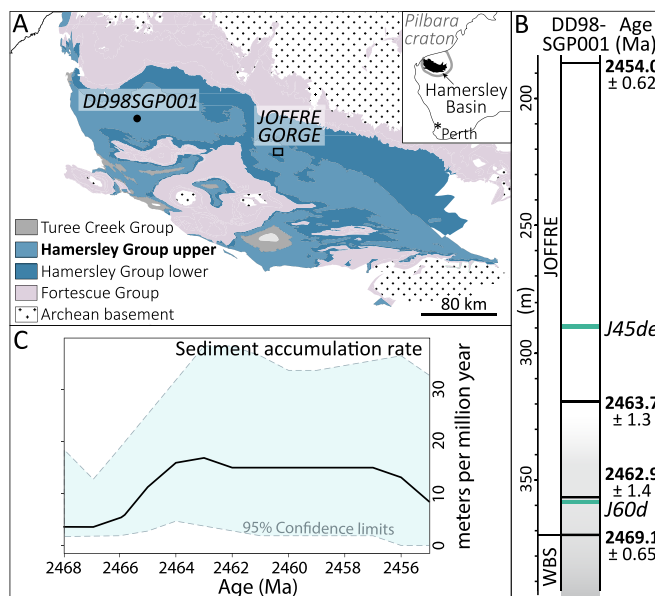 A
Pilbara
craton
Hamersley
Basin
Perth
DD98SGP001
JOFFRE
GORGE
Turee Creek Group
Hamersley Group upper
Hamersley Group lower
Fortescue Group
Archean basement
80 km
B
DD98-
SGP001
Age
(Ma)
2454.0
± 0.62
200
250
(m)
300
350
JOFFRE
WBS
J45de
2463.7
± 1.3
2462.9
± 1.4
J60d
2469.1
± 0.65
C
Sediment accumulation rate
30
20
10
0
meters per million year
95% Confidence limits
2468 2466 2464 2462 2460 2458 2456
Age (Ma)